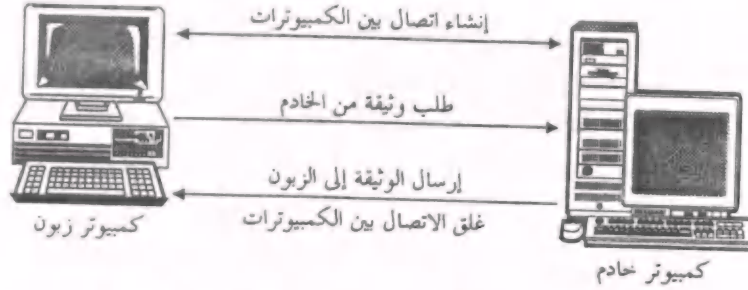 إنشاء اتصال بين الكمبيوترات
طلب وثيقة من الخادم
إرسال الوثيقة إلى الزبون
غلق الاتصال بين الكمبيوترات
كمبيوتر زبون
كمبيوتر خادم